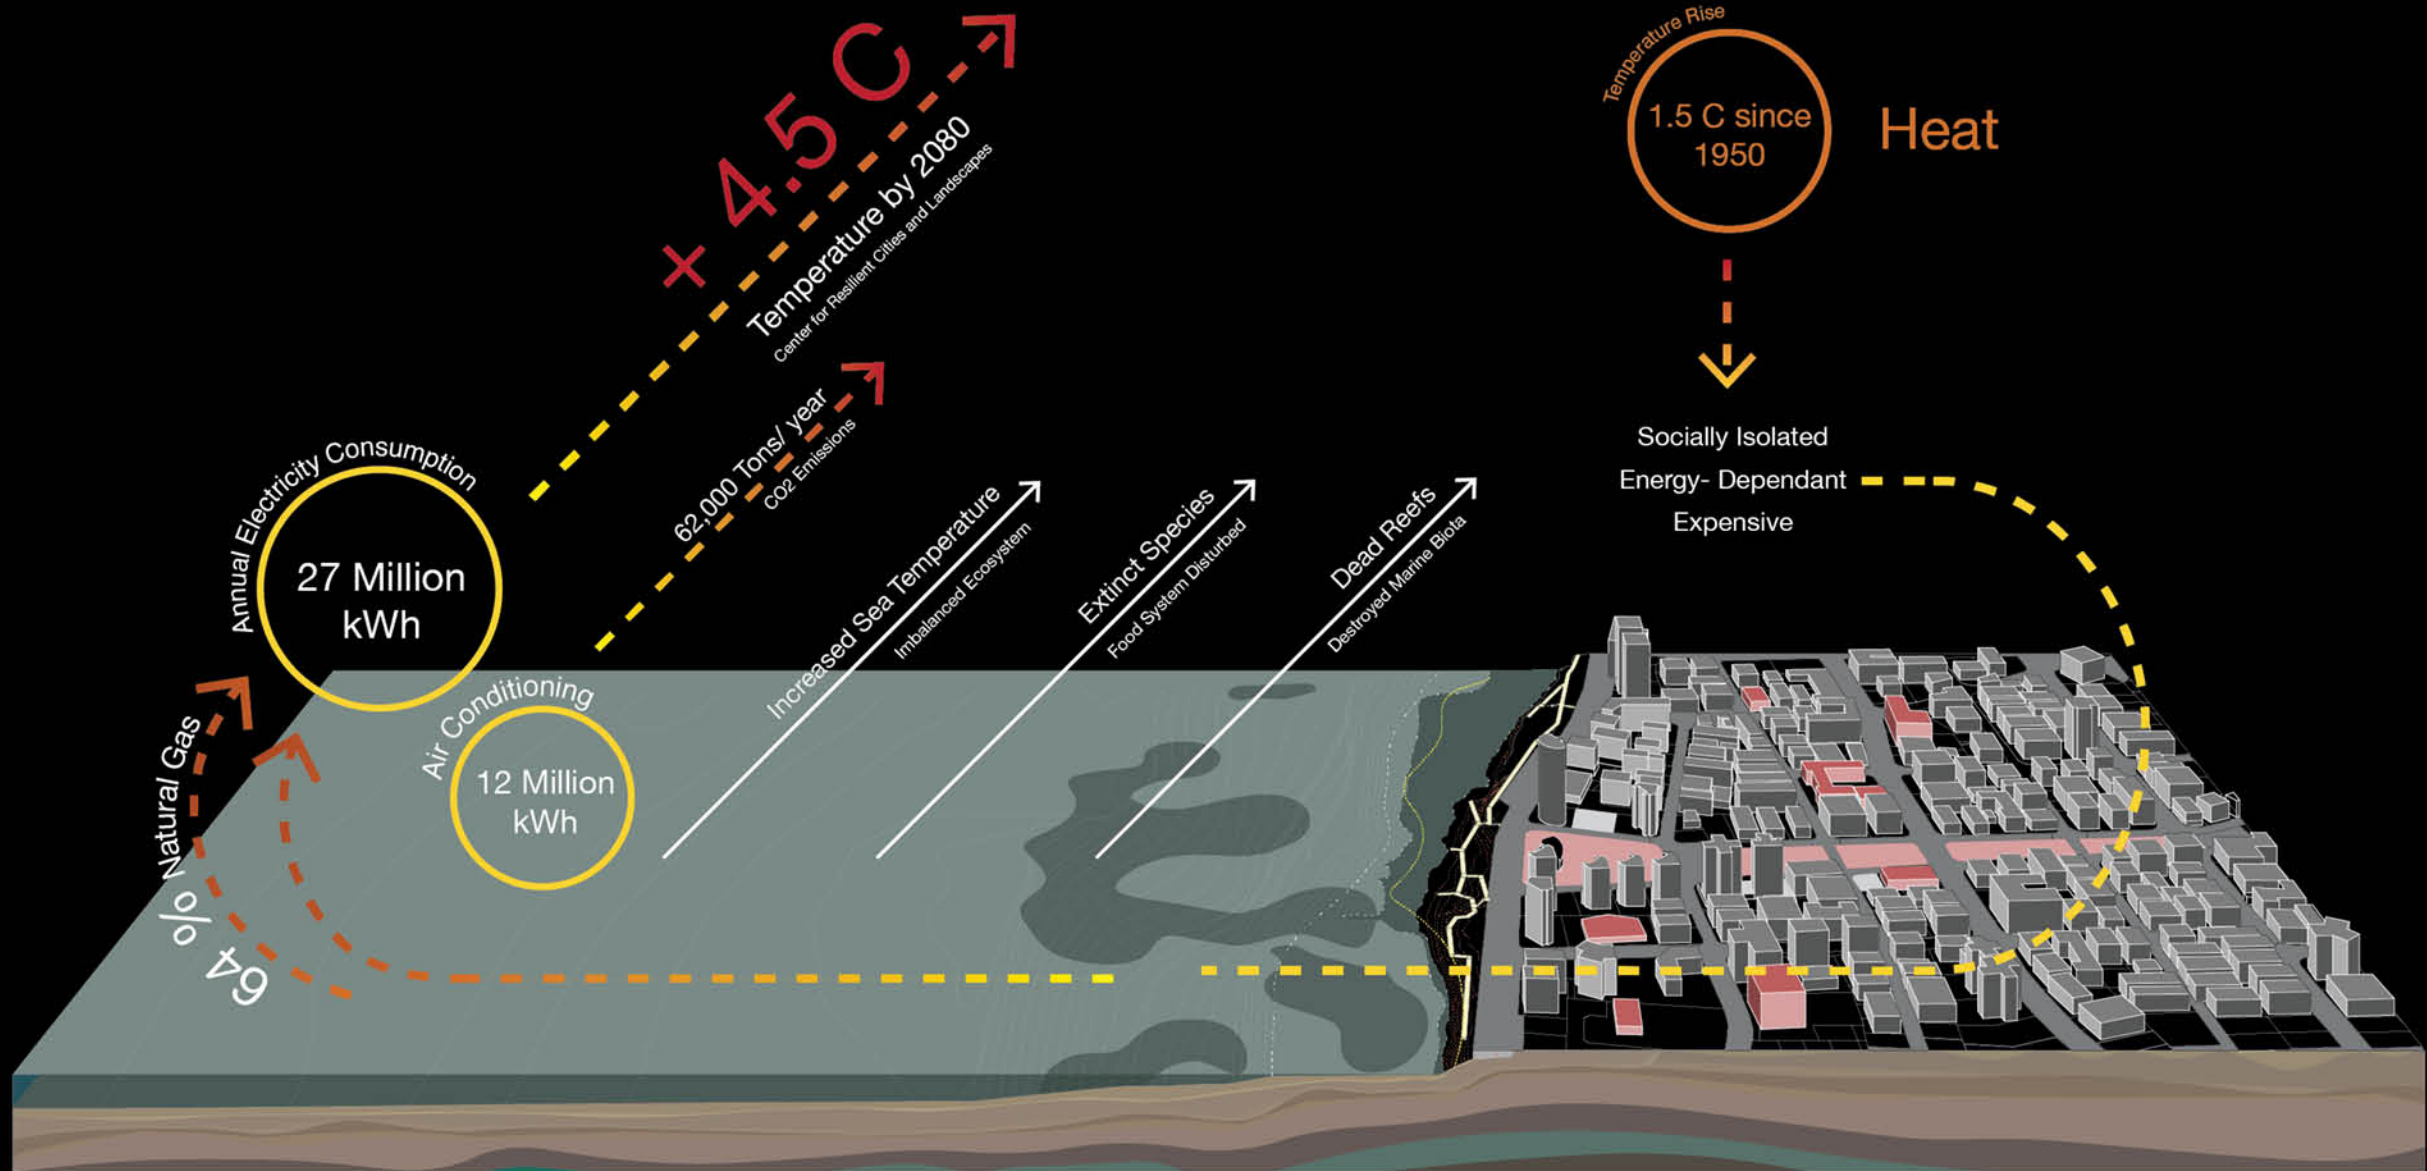 + 4.5 C
Temperature by 2080
Center for Resilient Cities and Landscapes
Temperature Rise
1.5 C since
1950
Heat
62,000 Tons/ year
CO2 Emissions
Socially Isolated
Energy- Dependant
Expensive
Annual Electricity Consumption
27 Million
kWh
Increased Sea Temperature
Imbalanced Ecosystem
Extinct Species
Food System Disturbed
Dead Reefs
Destroyed Marine Biota
Air Conditioning
12 Million
kWh
64 % Natural Gas